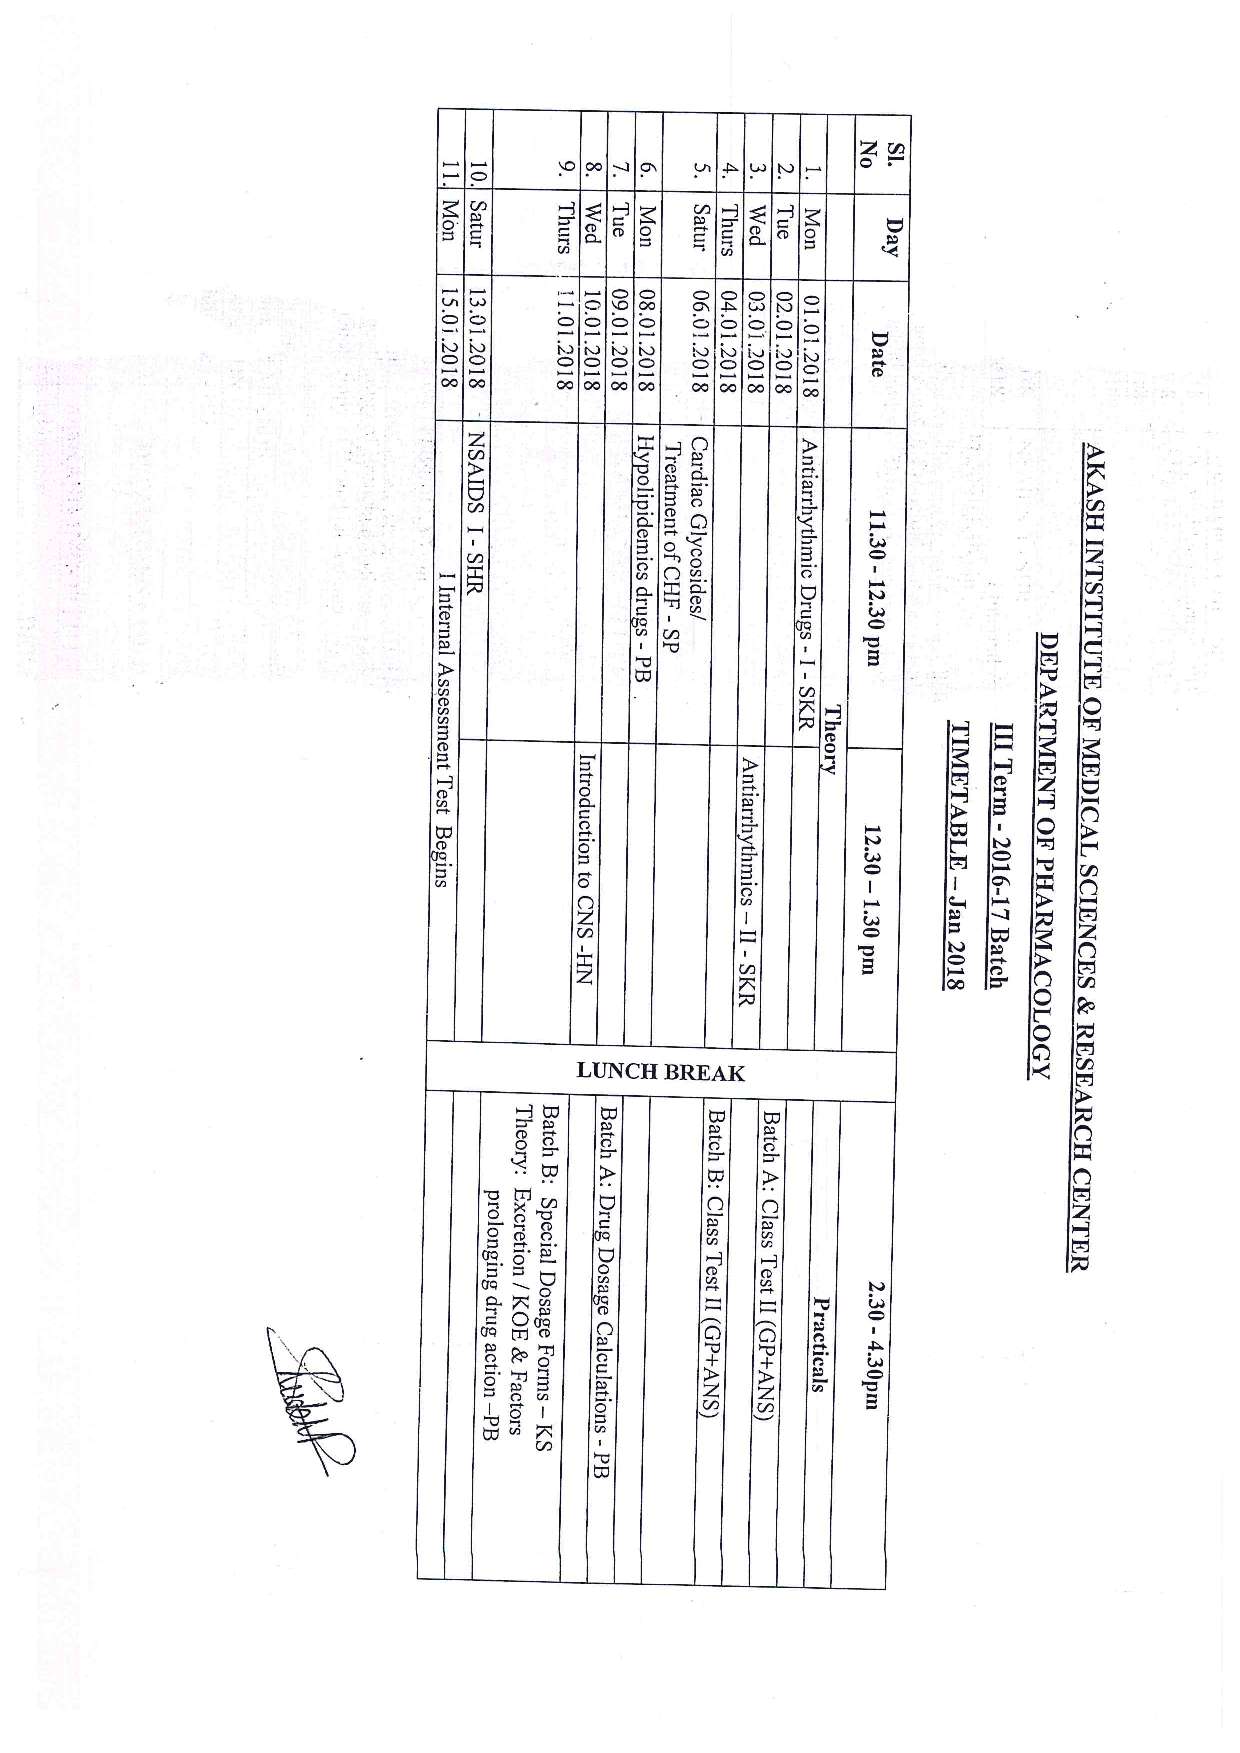 AKASH INTSTITUTE OF MEDICAL SCIENCES & RESEARCH CENTER
DEPARTMENT OF PHARMACOLOGY
III Term - 2016-17 Batch
TIMETABLE – Jan 2018
Sl. No Day Date 11.30 - 12.30 pm 12.30 – 1.30 pm LUNCH BREAK 2.30 - 4.30pm
Theory Practicals
1. Mon 01.01.2018 Antiarrhythmic Drugs - I - SKR
2. Tue 02.01.2018 Batch A: Class Test II (GP+ANS)
3. Wed 03.01.2018 Antiarrhythmics – II - SKR
4. Thurs 04.01.2018 Batch B: Class Test II (GP+ANS)
5. Satur 06.01.2018 Cardiac Glycosides/
Treatment of CHF - SP
6. Mon 08.01.2018 Hypolipidemics drugs - PB
7. Tue 09.01.2018 Batch A: Drug Dosage Calculations - PB
8. Wed 10.01.2018 Introduction to CNS -HN
9. Thurs 11.01.2018 Batch B: Special Dosage Forms – KS
Theory: Excretion / KOE & Factors
prolonging drug action –PB
10. Satur 13.01.2018 NSAIDS I - SHR
11. Mon 15.01.2018 I Internal Assessment Test Begins